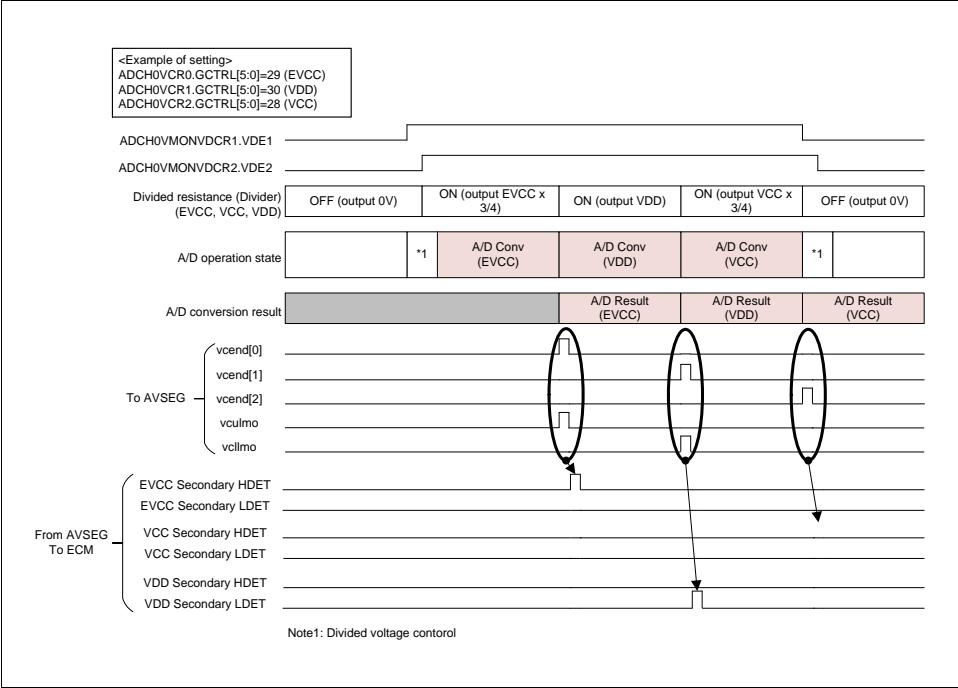 <Example of setting>
ADCH0VCR0.GCTRL[5:0]=29 (EVCC)
ADCH0VCR1.GCTRL[5:0]=30 (VDD)
ADCH0VCR2.GCTRL[5:0]=28 (VCC)
ADCH0VMONVDCR1.VDE1
ADCH0VMONVDCR2.VDE2
Divided resistance (Divider)
(EVCC, VCC, VDD)
OFF (output 0V)
ON (output EVCC x
3/4)
ON (output VDD)
ON (output VCC x
3/4)
OFF (output 0V)
A/D operation state
*1
A/D Conv
(EVCC)
A/D Conv
(VDD)
A/D Conv
(VCC)
*1
A/D conversion result
A/D Result
(EVCC)
A/D Result
(VDD)
A/D Result
(VCC)
To AVSEG
vcend[0]
vcend[1]
vcend[2]
vculmo
vcllmo
From AVSEG
To ECM
EVCC Secondary HDET
EVCC Secondary LDET
VCC Secondary HDET
VCC Secondary LDET
VDD Secondary HDET
VDD Secondary LDET
Note1: Divided voltage contorol